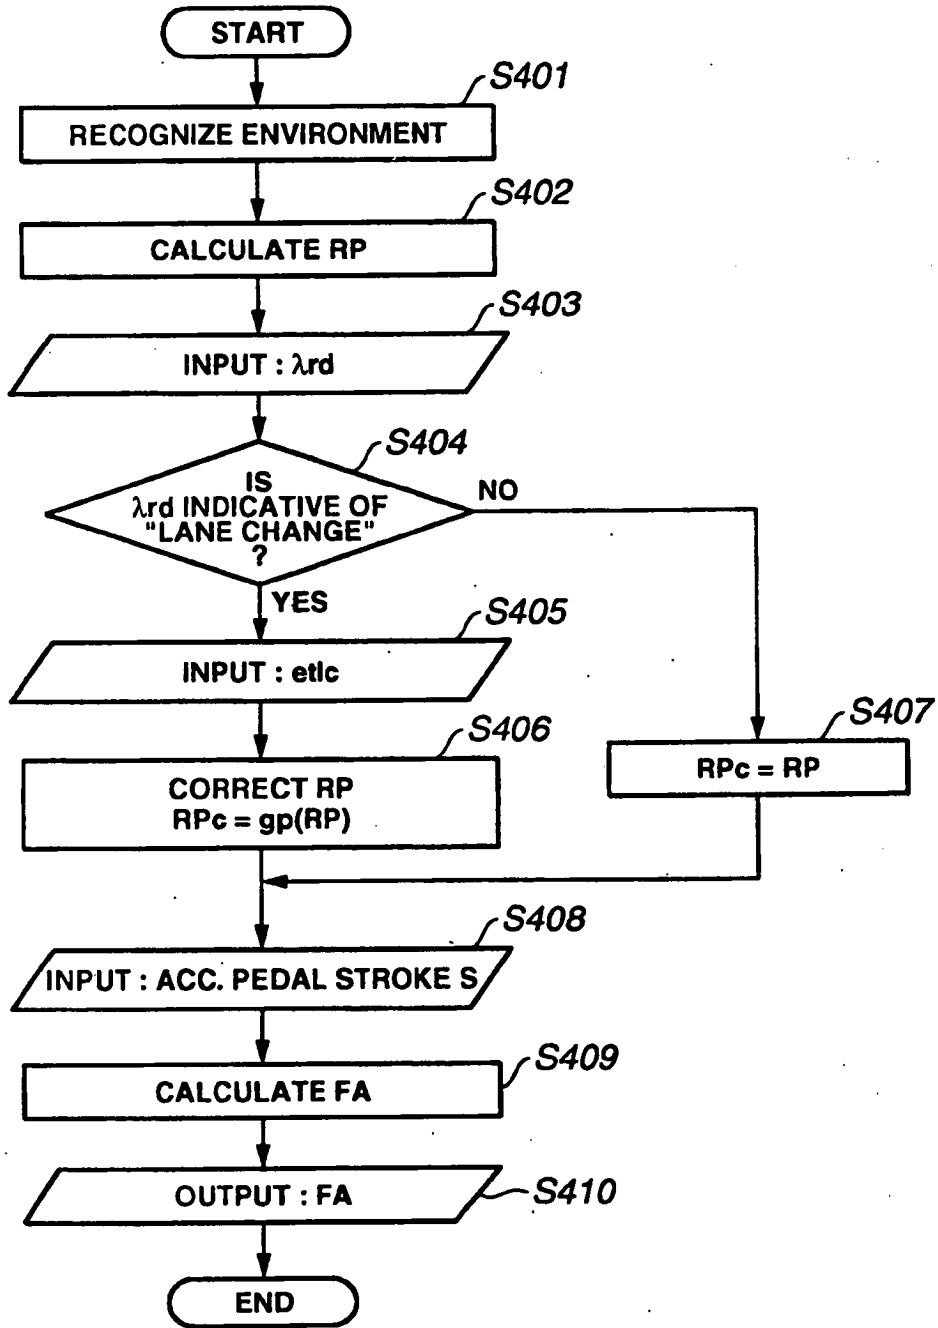 START
S401
RECOGNIZE ENVIRONMENT
S402
CALCULATE RP
S403
INPUT : λrd
S404
IS
λrd INDICATIVE OF
"LANE CHANGE"
?
NO
YES
S405
INPUT : etlc
S406
CORRECT RP
RPc = gp(RP)
S407
RPc = RP
S408
INPUT : ACC. PEDAL STROKE S
S409
CALCULATE FA
S410
OUTPUT : FA
END